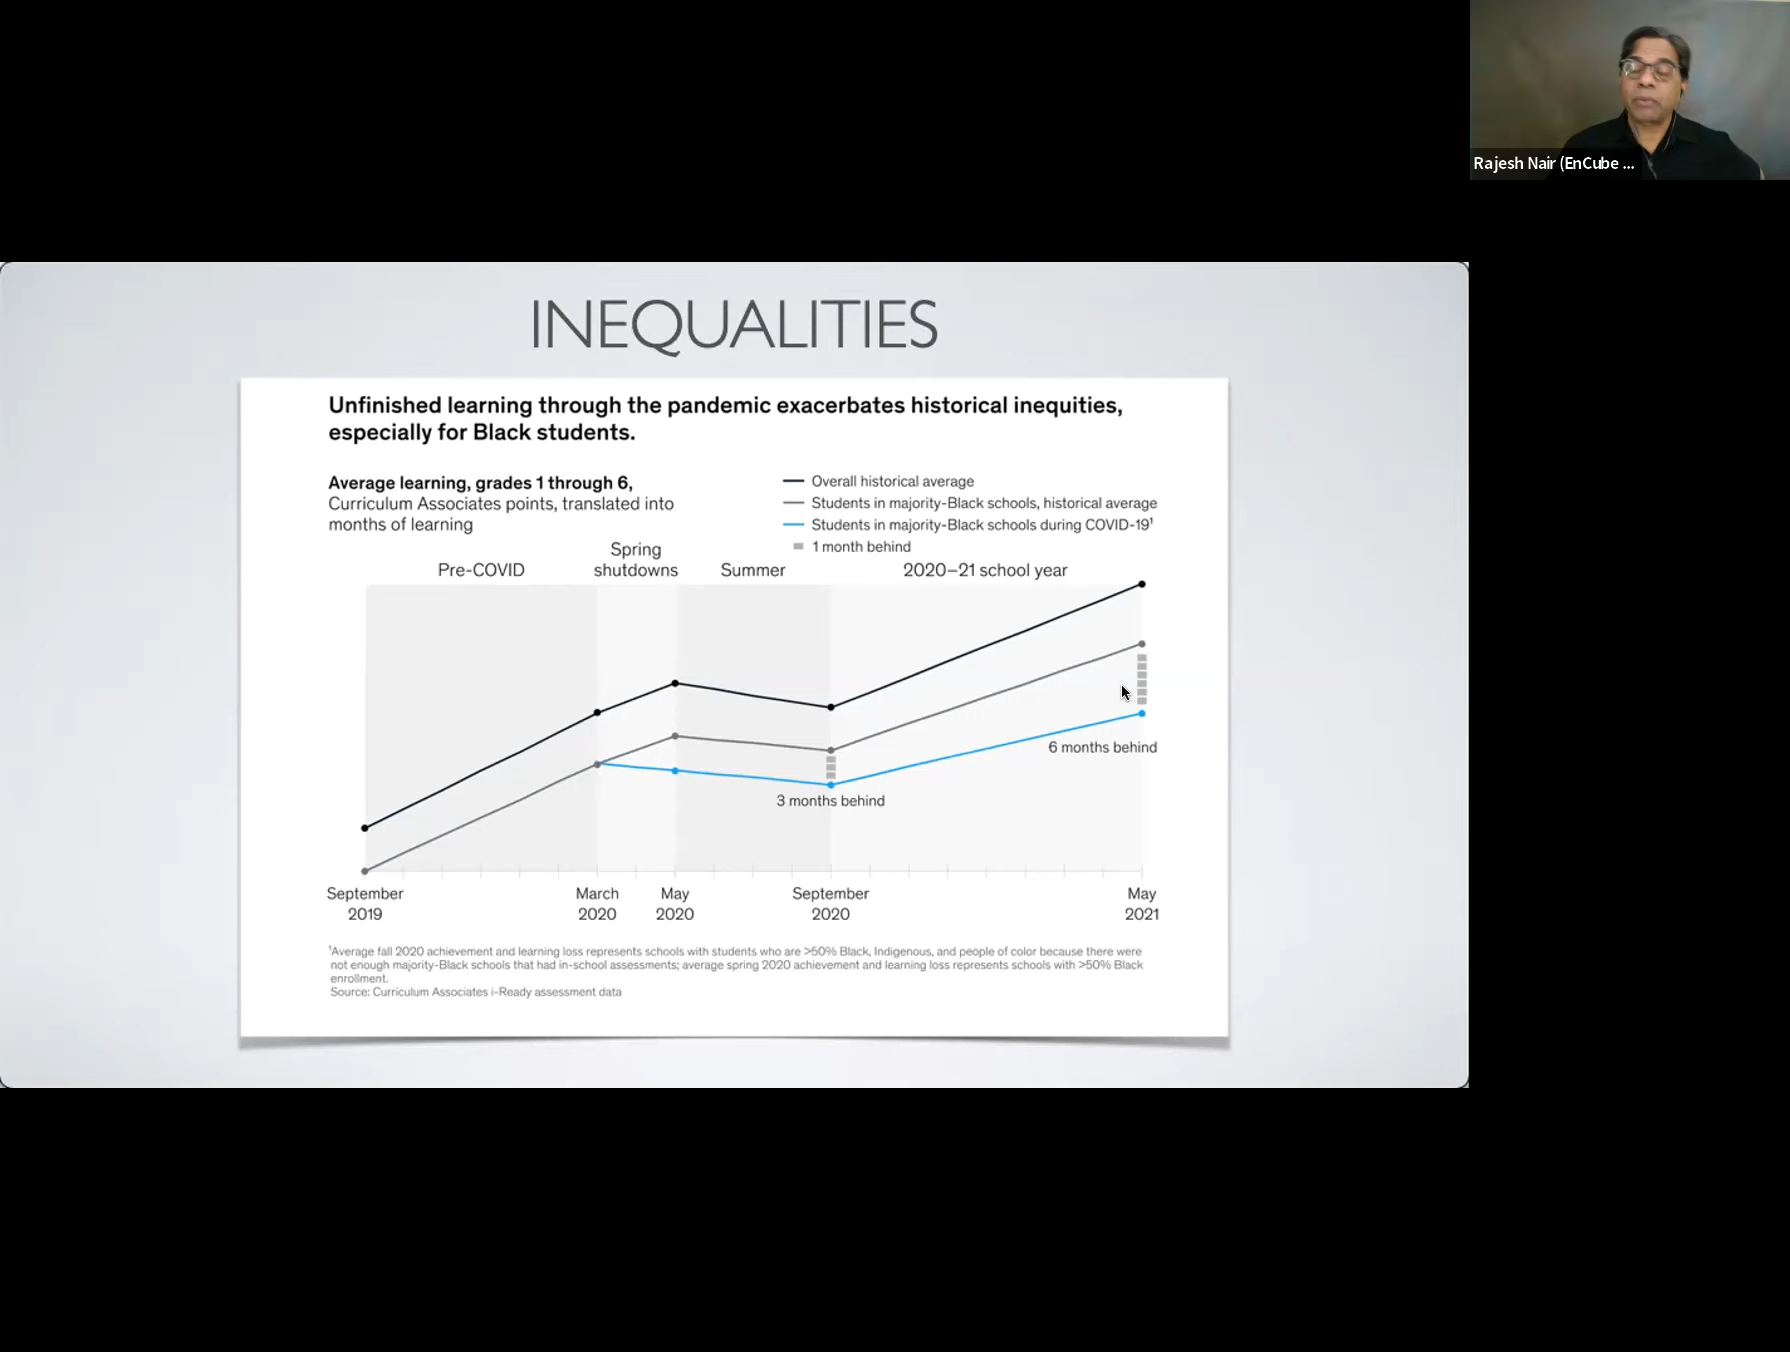 Rajesh Nair (EnCube ...
INEQUALITIES
Unfinished learning through the pandemic exacerbates historical inequities,
especially for Black students.
Average learning, grades 1 through 6,
Curriculum Associates points, translated into
months of learning
Overall historical average
Students in majority-Black schools, historical average
Students in majority-Black schools during COVID-19¹
1 month behind
Pre-COVID
Spring
shutdowns
Summer
2020–21 school year
6 months behind
3 months behind
September
2019
March
2020
May
2020
September
2020
May
2021
¹Average fall 2020 achievement and learning loss represents schools with students who are >50% Black, Indigenous, and people of color because there were
not enough majority-Black schools that had in-school assessments; average spring 2020 achievement and learning loss represents schools with >50% Black
enrollment.
Source: Curriculum Associates i-Ready assessment data